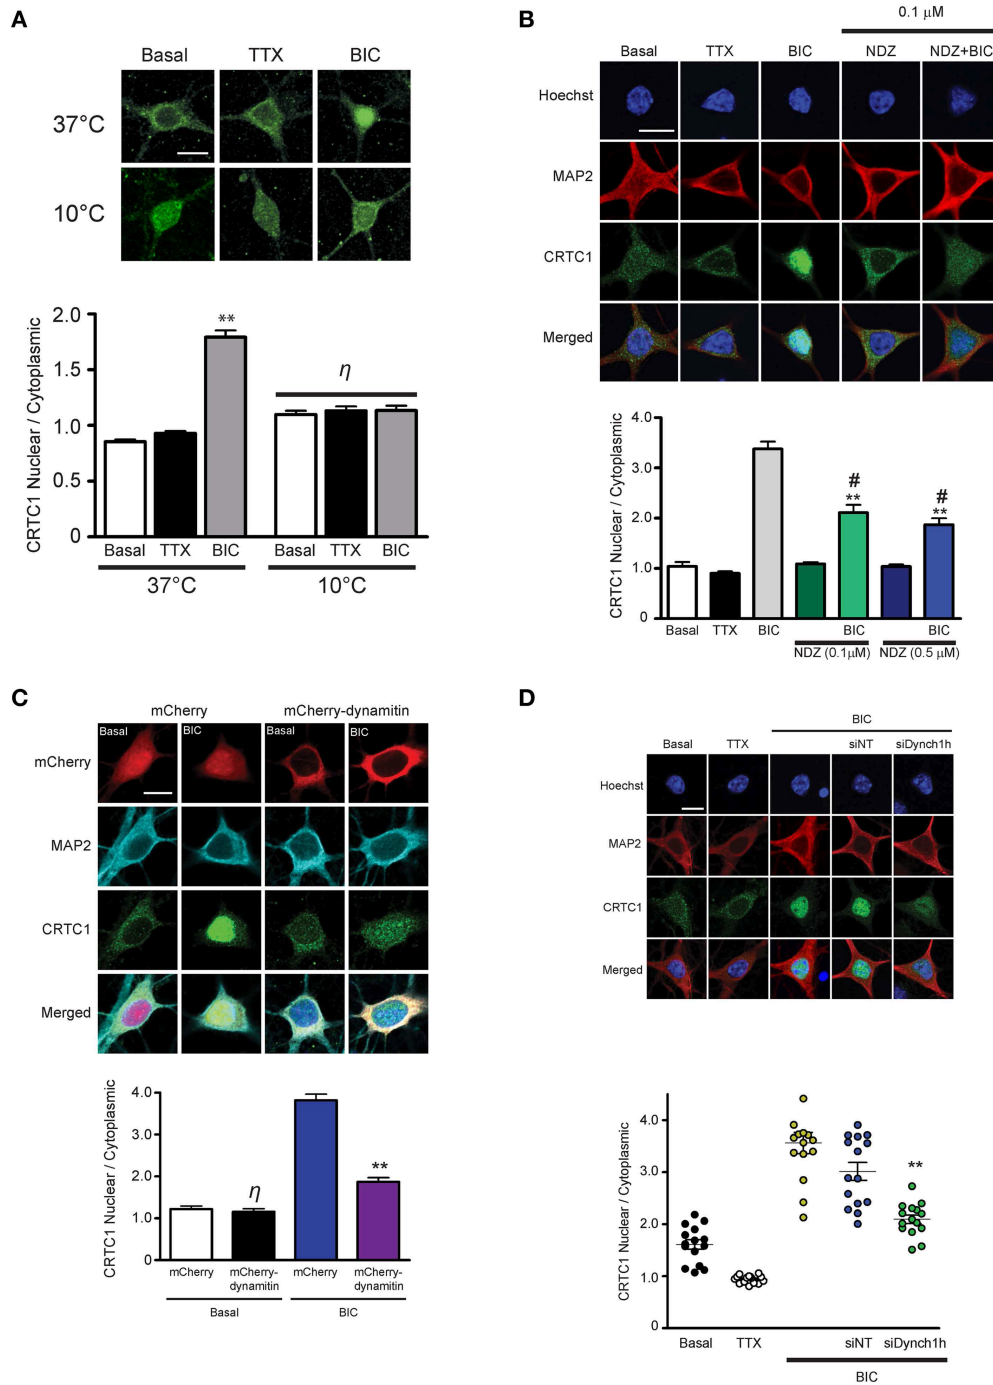 A
Basal TTX BIC
37°C
10°C
CRTC1 Nuclear / Cytoplasmic
2.0
1.5
1.0
0.5
0
**
η
Basal TTX BIC Basal TTX BIC
37°C 10°C
B
0.1 μM
Basal TTX BIC NDZ NDZ+BIC
Hoechst
MAP2
CRTC1
Merged
CRTC1 Nuclear / Cytoplasmic
4.0
3.0
2.0
1.0
0
# #
** **
Basal TTX BIC BIC BIC
NDZ (0.1μM) NDZ (0.5 μM)
C
mCherry mCherry-dynamitin
Basal BIC Basal BIC
mCherry
MAP2
CRTC1
Merged
CRTC1 Nuclear / Cytoplasmic
4.0
4.0
2.0
1.0
0
η
**
mCherry mCherry- mCherry mCherry-
dynamitin dynamitin
Basal BIC
D
BIC
Basal TTX siNT siDynch1h
Hoechst
MAP2
CRTC1
Merged
CRTC1 Nuclear / Cytoplasmic
4.0
3.0
2.0
1.0
0
**
Basal TTX siNT siDynch1h
BIC